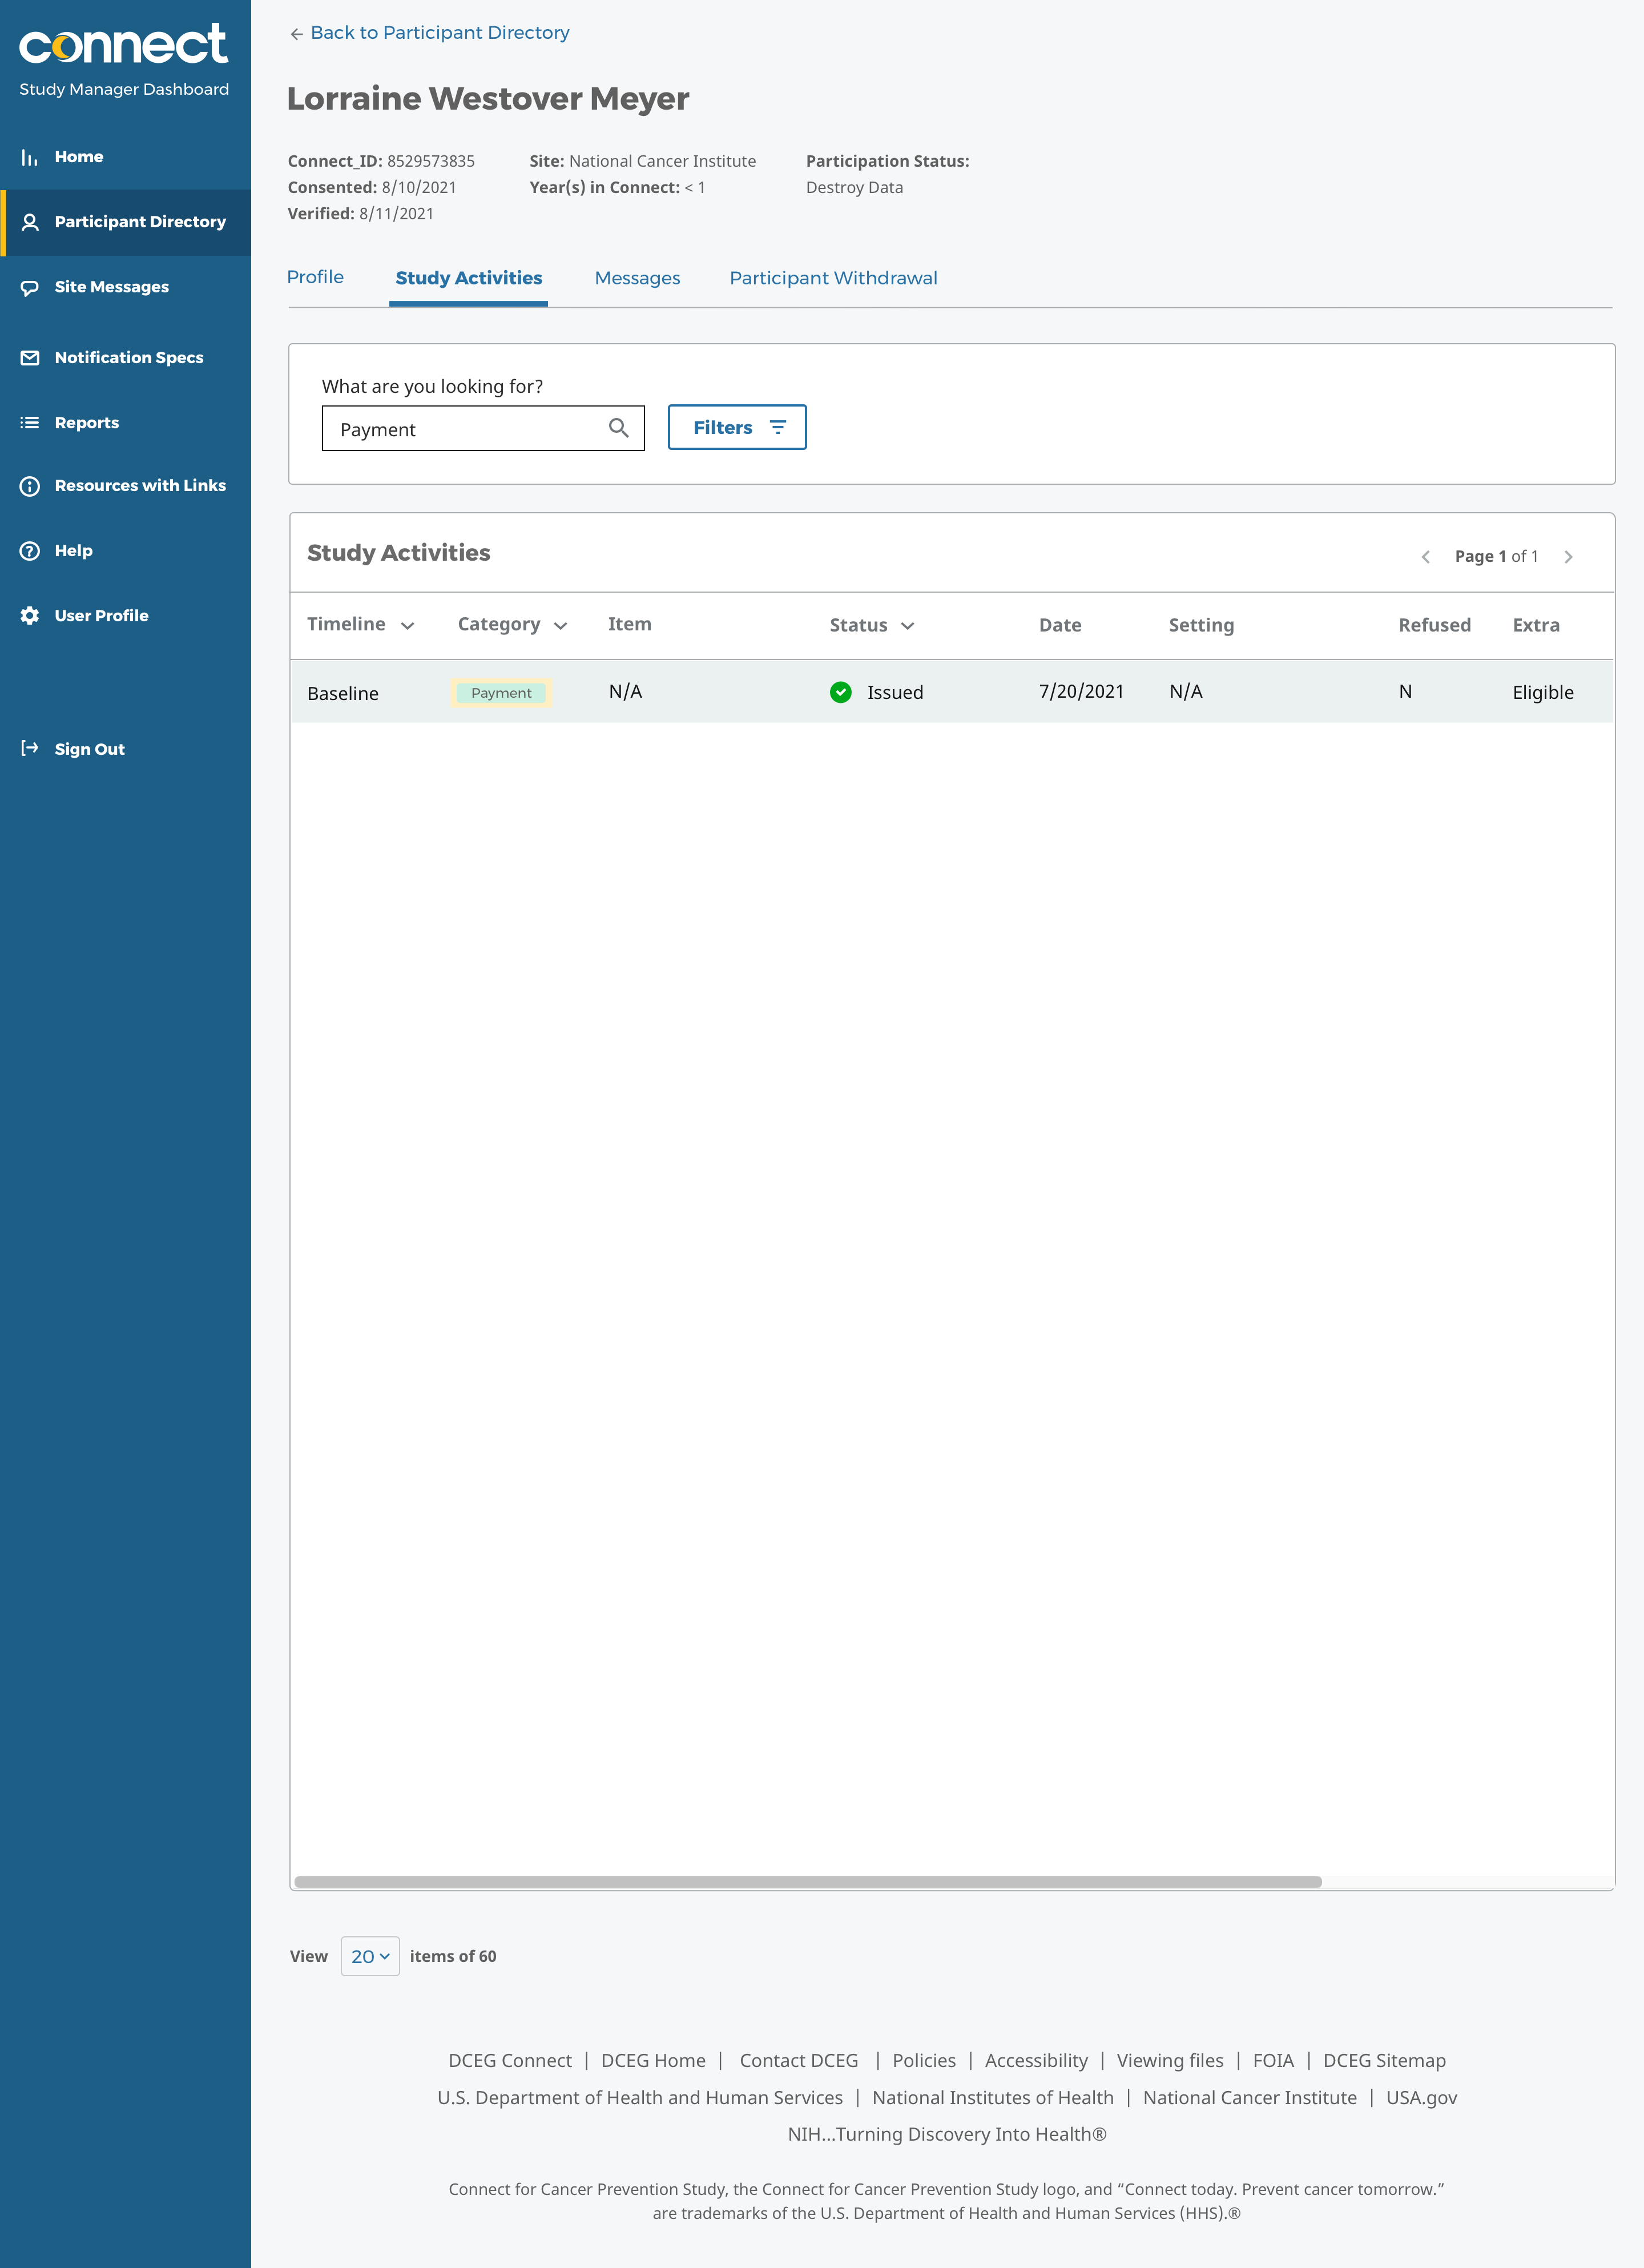 connect
Study Manager Dashboard
Home
Participant Directory
Site Messages
Notification Specs
Reports
Resources with Links
Help
User Profile
Sign Out
Back to Participant Directory
Lorraine Westover Meyer
Connect_ID: 8529573835
Consented: 8/10/2021
Verified: 8/11/2021
Site: National Cancer Institute
Year(s) in Connect: < 1
Participation Status:
Destroy Data
Profile Study Activities Messages Participant Withdrawal
What are you looking for?
Payment Filters
Study Activities Page 1 of 1
Timeline Category Item Status Date Setting Refused Extra
Baseline Payment N/A Issued 7/20/2021 N/A N Eligible
View 20 items of 60
DCEG Connect | DCEG Home | Contact DCEG | Policies | Accessibility | Viewing files | FOIA | DCEG Sitemap
U.S. Department of Health and Human Services | National Institutes of Health | National Cancer Institute | USA.gov
NIH...Turning Discovery Into Health®
Connect for Cancer Prevention Study, the Connect for Cancer Prevention Study logo, and “Connect today. Prevent cancer tomorrow.”
are trademarks of the U.S. Department of Health and Human Services (HHS).®